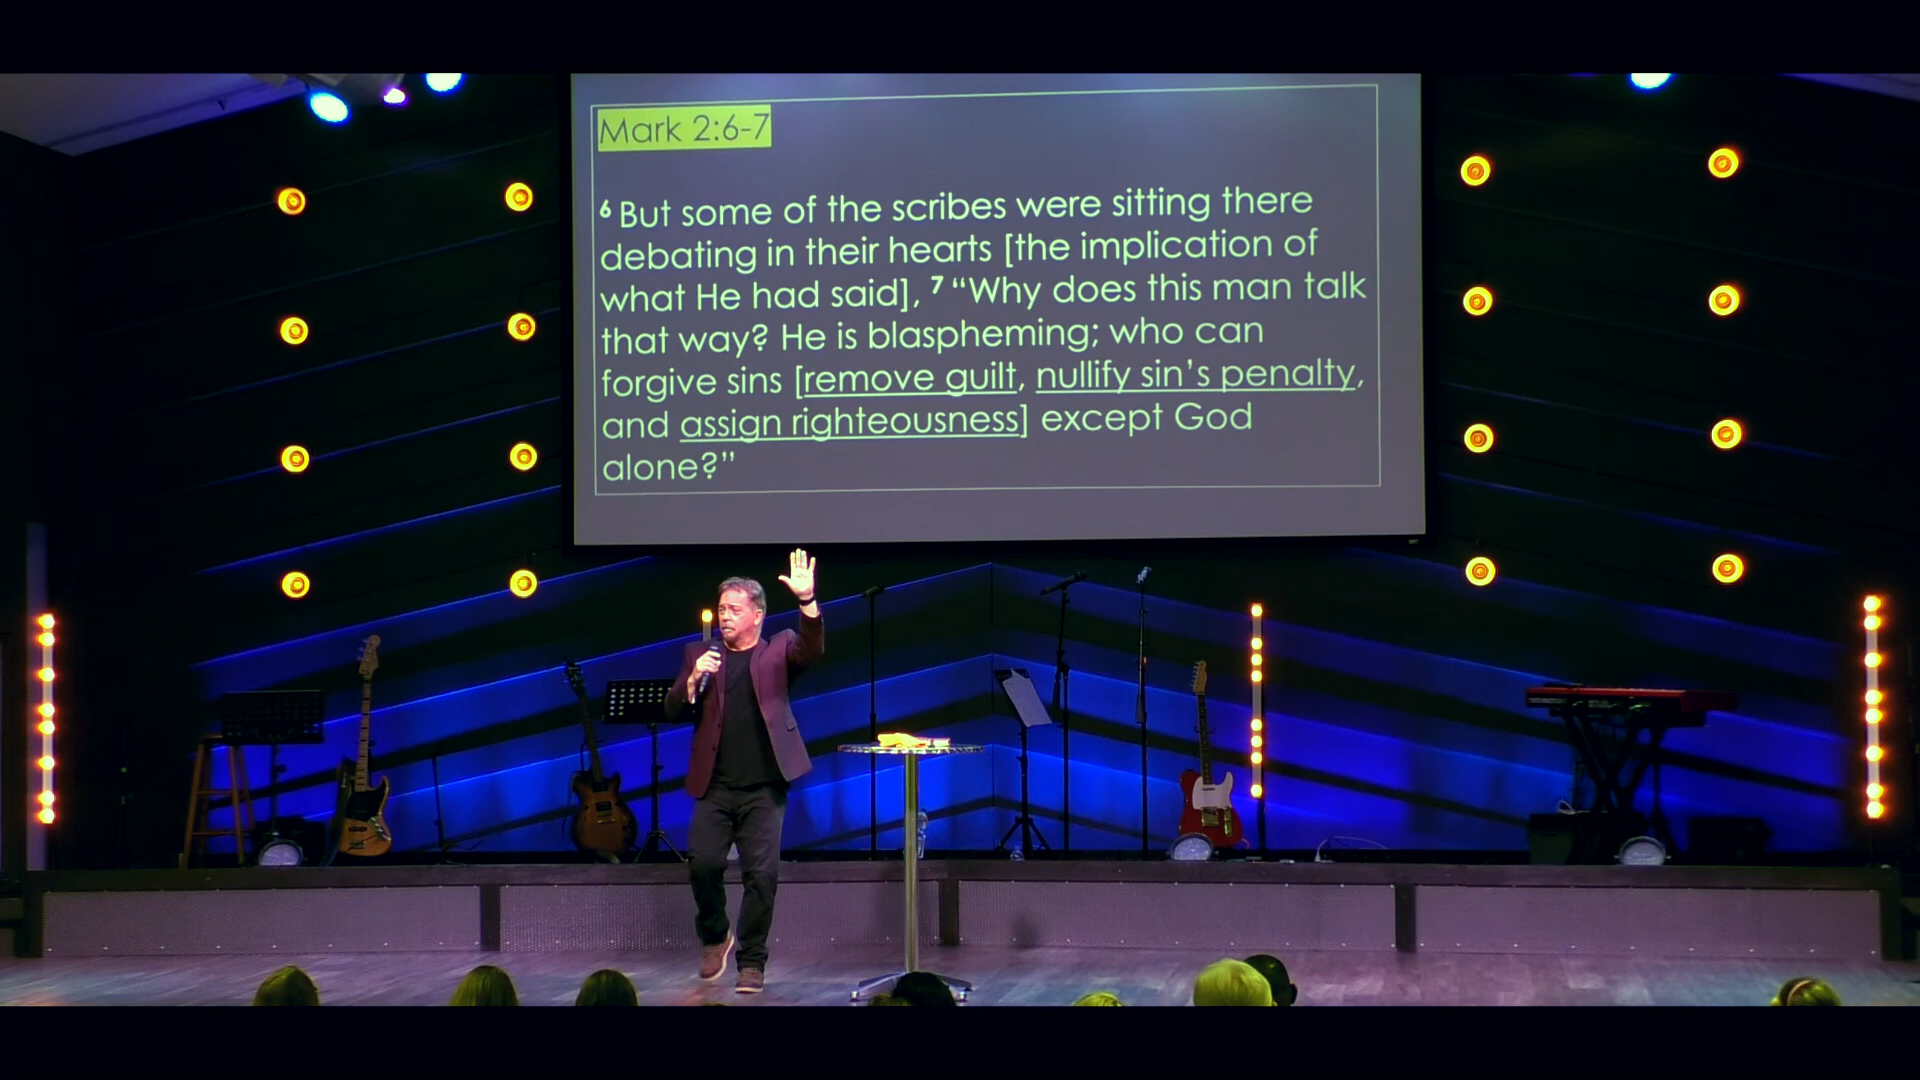 Mark 2:6-7
6 But some of the scribes were sitting there
debating in their hearts [the implication of
what He had said], 7 “Why does this man talk
that way? He is blaspheming; who can
forgive sins [remove guilt, nullify sin’s penalty,
and assign righteousness] except God
alone?”